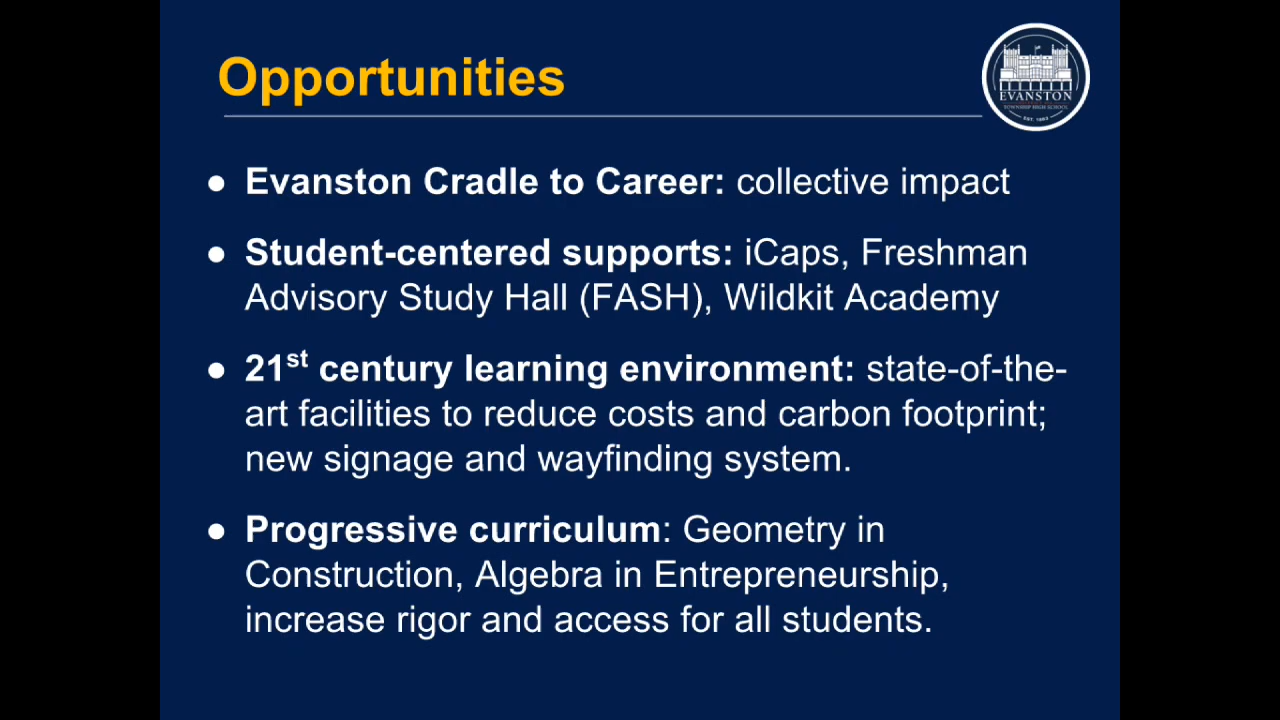 Opportunities
EVANSTON
TOWNSHIP HIGH SCHOOL
EST. 1883
● Evanston Cradle to Career: collective impact
● Student-centered supports: iCaps, Freshman
Advisory Study Hall (FASH), Wildkit Academy
● 21st century learning environment: state-of-the-
art facilities to reduce costs and carbon footprint;
new signage and wayfinding system.
● Progressive curriculum: Geometry in
Construction, Algebra in Entrepreneurship,
increase rigor and access for all students.